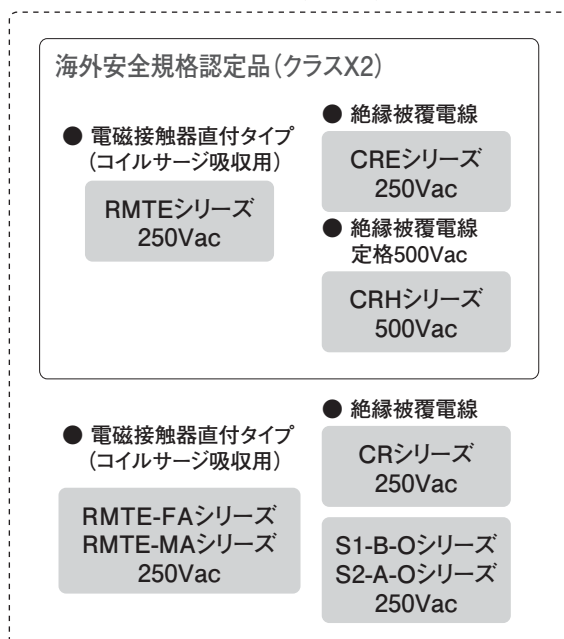 海外安全規格認定品(クラスX2)
● 電磁接触器直付タイプ
(コイルサージ吸収用)
RMTEシリーズ
250Vac
● 絶縁被覆電線
CREシリーズ
250Vac
● 絶縁被覆電線
定格500Vac
CRHシリーズ
500Vac
● 電磁接触器直付タイプ
(コイルサージ吸収用)
RMTE-FAシリーズ
RMTE-MAシリーズ
250Vac
● 絶縁被覆電線
CRシリーズ
250Vac
S1-B-Oシリーズ
S2-A-Oシリーズ
250Vac